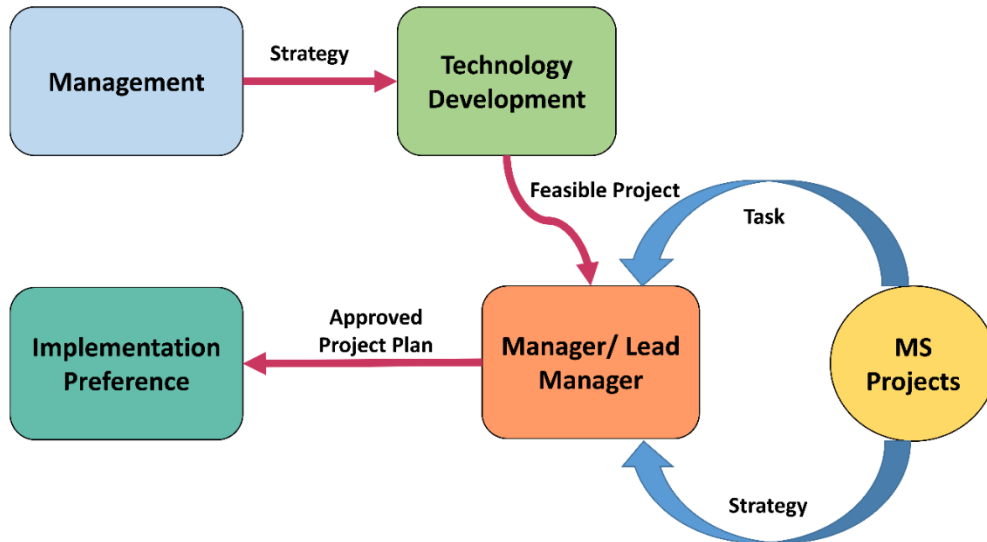 Management
Strategy
Technology
Development
Feasible Project
Task
Implementation
Preference
Approved
Project Plan
Manager/ Lead
Manager
MS
Projects
Strategy